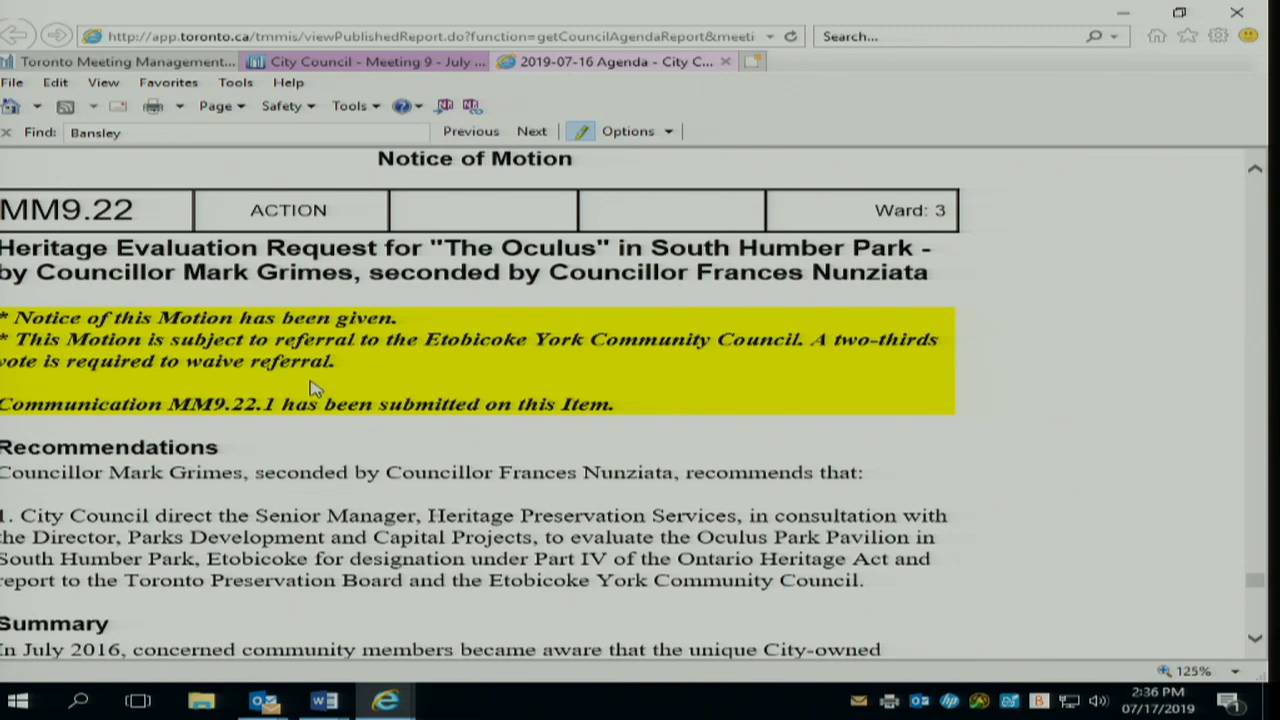 http://app.toronto.ca/tmmis/viewPublishedReport.do?function=getCouncilAgendaReport&meeti
Search...
Toronto Meeting Management...
City Council - Meeting 9 - July ...
2019-07-16 Agenda - City C...
File Edit View Favorites Tools Help
Page Safety Tools
Find: Bansley Previous Next Options
Notice of Motion
MM9.22 ACTION Ward: 3
Heritage Evaluation Request for "The Oculus" in South Humber Park -
by Councillor Mark Grimes, seconded by Councillor Frances Nunziata
* Notice of this Motion has been given.
* This Motion is subject to referral to the Etobicoke York Community Council. A two-thirds
vote is required to waive referral.
Communication MM9.22.1 has been submitted on this Item.
Recommendations
Councillor Mark Grimes, seconded by Councillor Frances Nunziata, recommends that:
1. City Council direct the Senior Manager, Heritage Preservation Services, in consultation with
the Director, Parks Development and Capital Projects, to evaluate the Oculus Park Pavilion in
South Humber Park, Etobicoke for designation under Part IV of the Ontario Heritage Act and
report to the Toronto Preservation Board and the Etobicoke York Community Council.
Summary
In July 2016, concerned community members became aware that the unique City-owned
125%
2:36 PM
07/17/2019